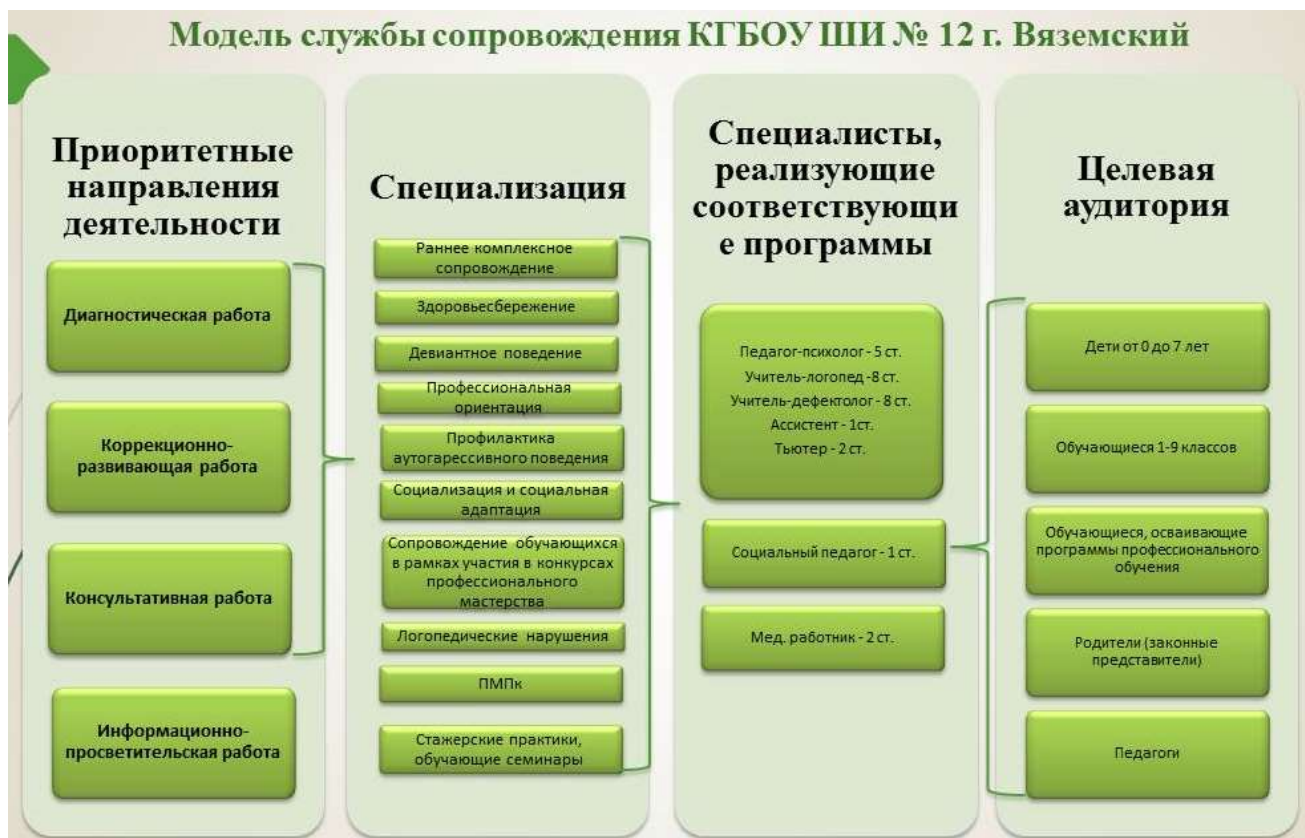 Модель службы сопровождения КГБОУ ШИ № 12 г. Вяземский
Приоритетные
направления
деятельности
Диагностическая работа
Коррекционно-
развивающая работа
Консультативная работа
Информационно-
просветительская работа
Специализация
Раннее комплексное
сопровождение
Здоровьесбережение
Девиантное поведение
Профессиональная
ориентация
Профилактика
аутогарессивного поведения
Социализация и социальная
адаптация
Сопровождение обучающихся
в рамках участия в конкурсах
профессионального
мастерства
Логопедические нарушения
ПМПк
Стажерские практики,
обучающие семинары
Специалисты,
реализующие
соответствующи
е программы
Педагог-психолог - 5 ст.
Учитель-логопед -8 ст.
Учитель-дефектолог - 8 ст.
Ассистент - 1ст.
Тьютер - 2 ст.
Социальный педагог - 1 ст.
Мед. работник - 2 ст.
Целевая
аудитория
Дети от 0 до 7 лет
Обучающиеся 1-9 классов
Обучающиеся, осваивающие
программы профессионального
обучения
Родители (законные
представители)
Педагоги